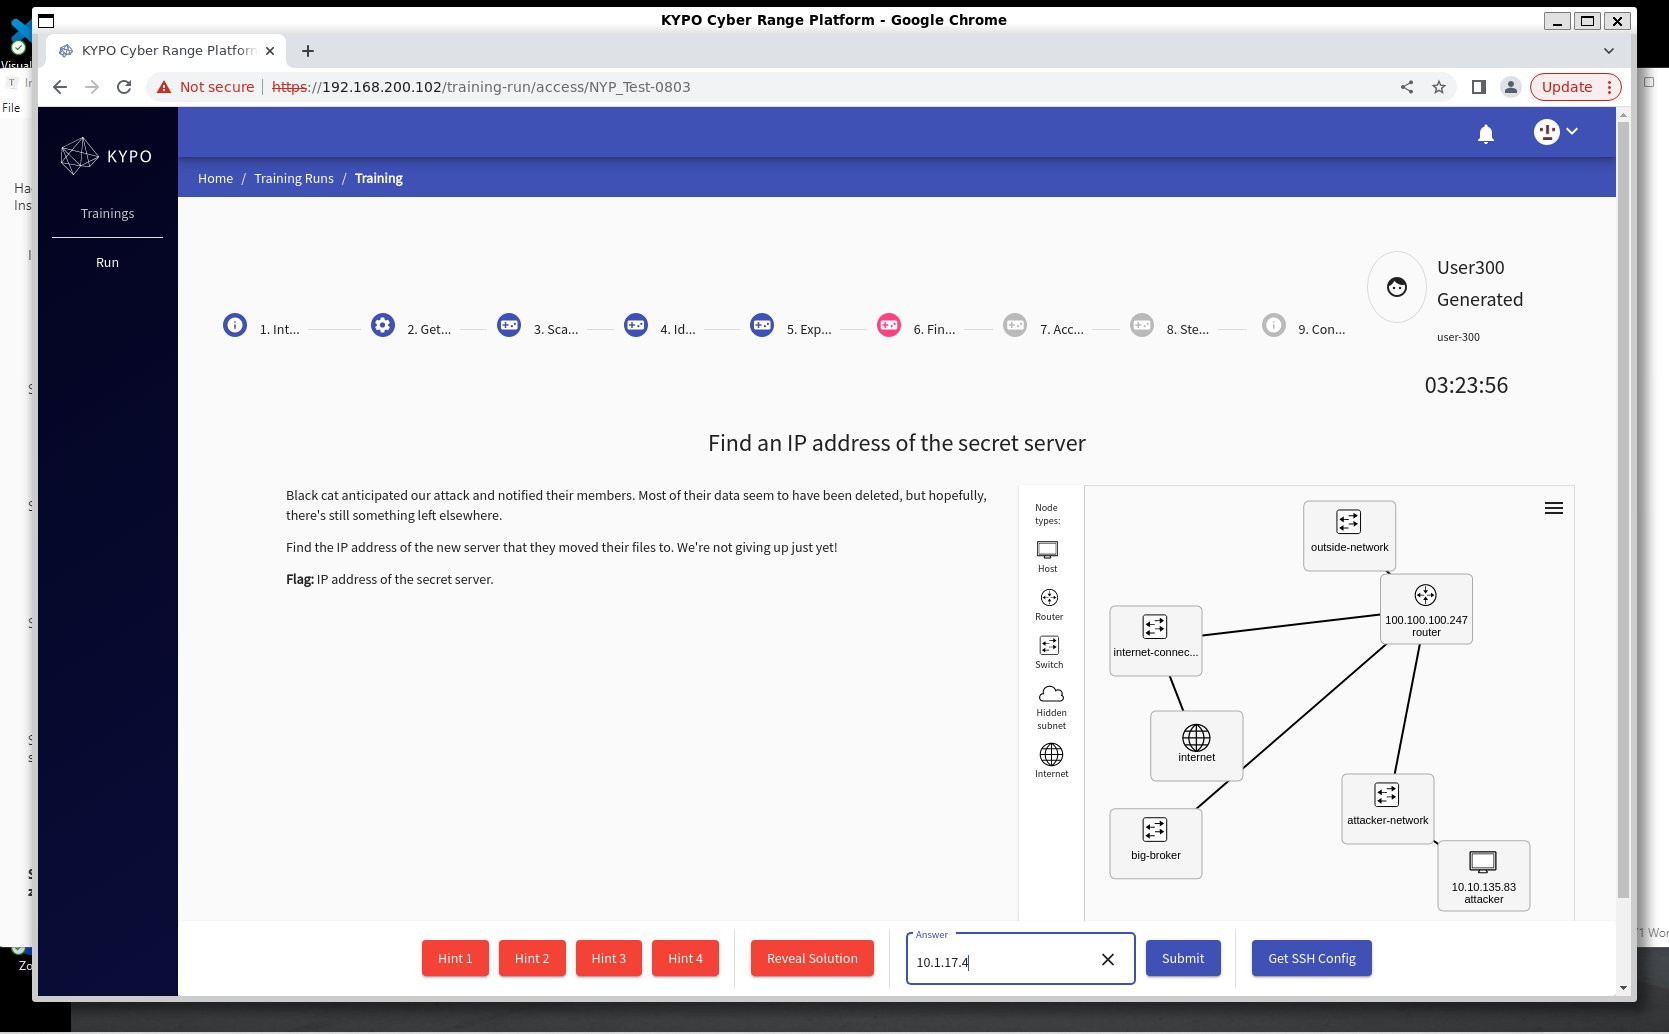 KYPO Cyber Range Platform - Google Chrome
KYPO Cyber Range Platform
Not secure | https://192.168.200.102/training-run/access/NYP_Test-0803
Update
File
KYPO
Trainings
Run
Home / Training Runs / Training
User300
Generated
user-300
1. Int...
2. Get...
3. Sca...
4. Id...
5. Exp...
6. Fin...
7. Acc...
8. Ste...
9. Con...
03:23:56
Find an IP address of the secret server
Black cat anticipated our attack and notified their members. Most of their data seem to have been deleted, but hopefully,
there's still something left elsewhere.
Find the IP address of the new server that they moved their files to. We're not giving up just yet!
Flag: IP address of the secret server.
Node
types:
Host
Router
Switch
Hidden
subnet
Internet
outside-network
100.100.100.247
router
internet-connec...
internet
big-broker
attacker-network
10.10.135.83
attacker
Hint 1
Hint 2
Hint 3
Hint 4
Reveal Solution
Answer
10.1.17.4
Submit
Get SSH Config